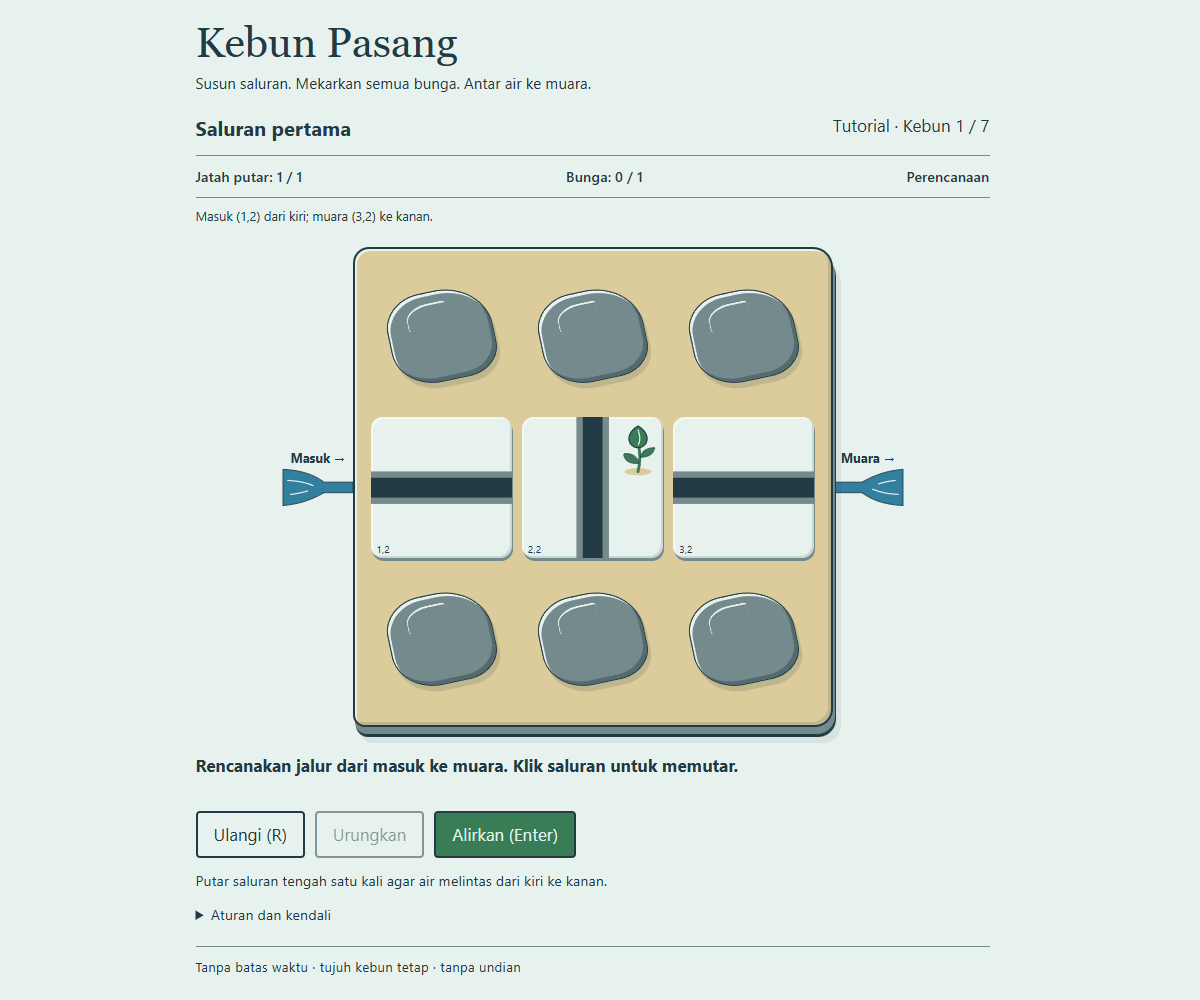 Kebun Pasang
Susun saluran. Mekarkan semua bunga. Antar air ke muara.
Saluran pertama
Tutorial · Kebun 1 / 7
Jatah putar: 1 / 1
Bunga: 0 / 1
Perencanaan
Masuk (1,2) dari kiri; muara (3,2) ke kanan.
Masuk →
Muara →
1,2
2,2
3,2
Rencanakan jalur dari masuk ke muara. Klik saluran untuk memutar.
Ulangi (R)
Urungkan
Alirkan (Enter)
Putar saluran tengah satu kali agar air melintas dari kiri ke kanan.
▶ Aturan dan kendali
Tanpa batas waktu · tujuh kebun tetap · tanpa undian